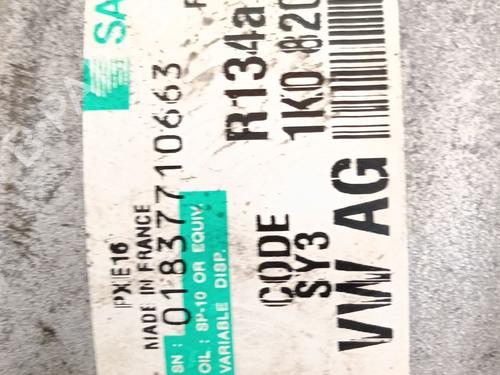 SA
PXE16
MADE IN FRANCE
SN : 01837710663
OIL : SP-10 OR EQUIV.
VARIABLE DISP.
R134a
1K0 820
CODE
SY3
VW AG